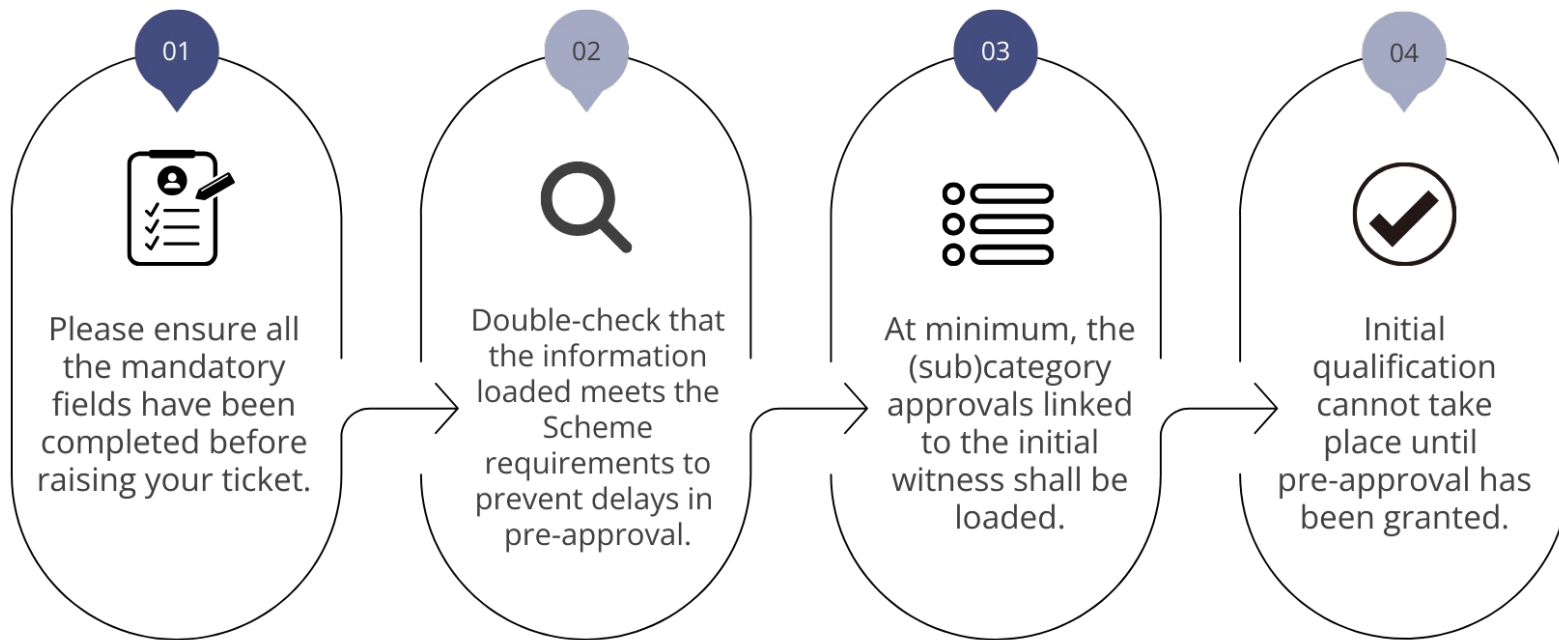 01
Please ensure all
the mandatory
fields have been
completed before
raising your ticket.
02
Double-check that
the information
loaded meets the
Scheme
requirements to
prevent delays in
pre-approval.
03
At minimum, the
(sub)category
approvals linked
to the initial
witness shall be
loaded.
04
Initial
qualification
cannot take
place until
pre-approval has
been granted.